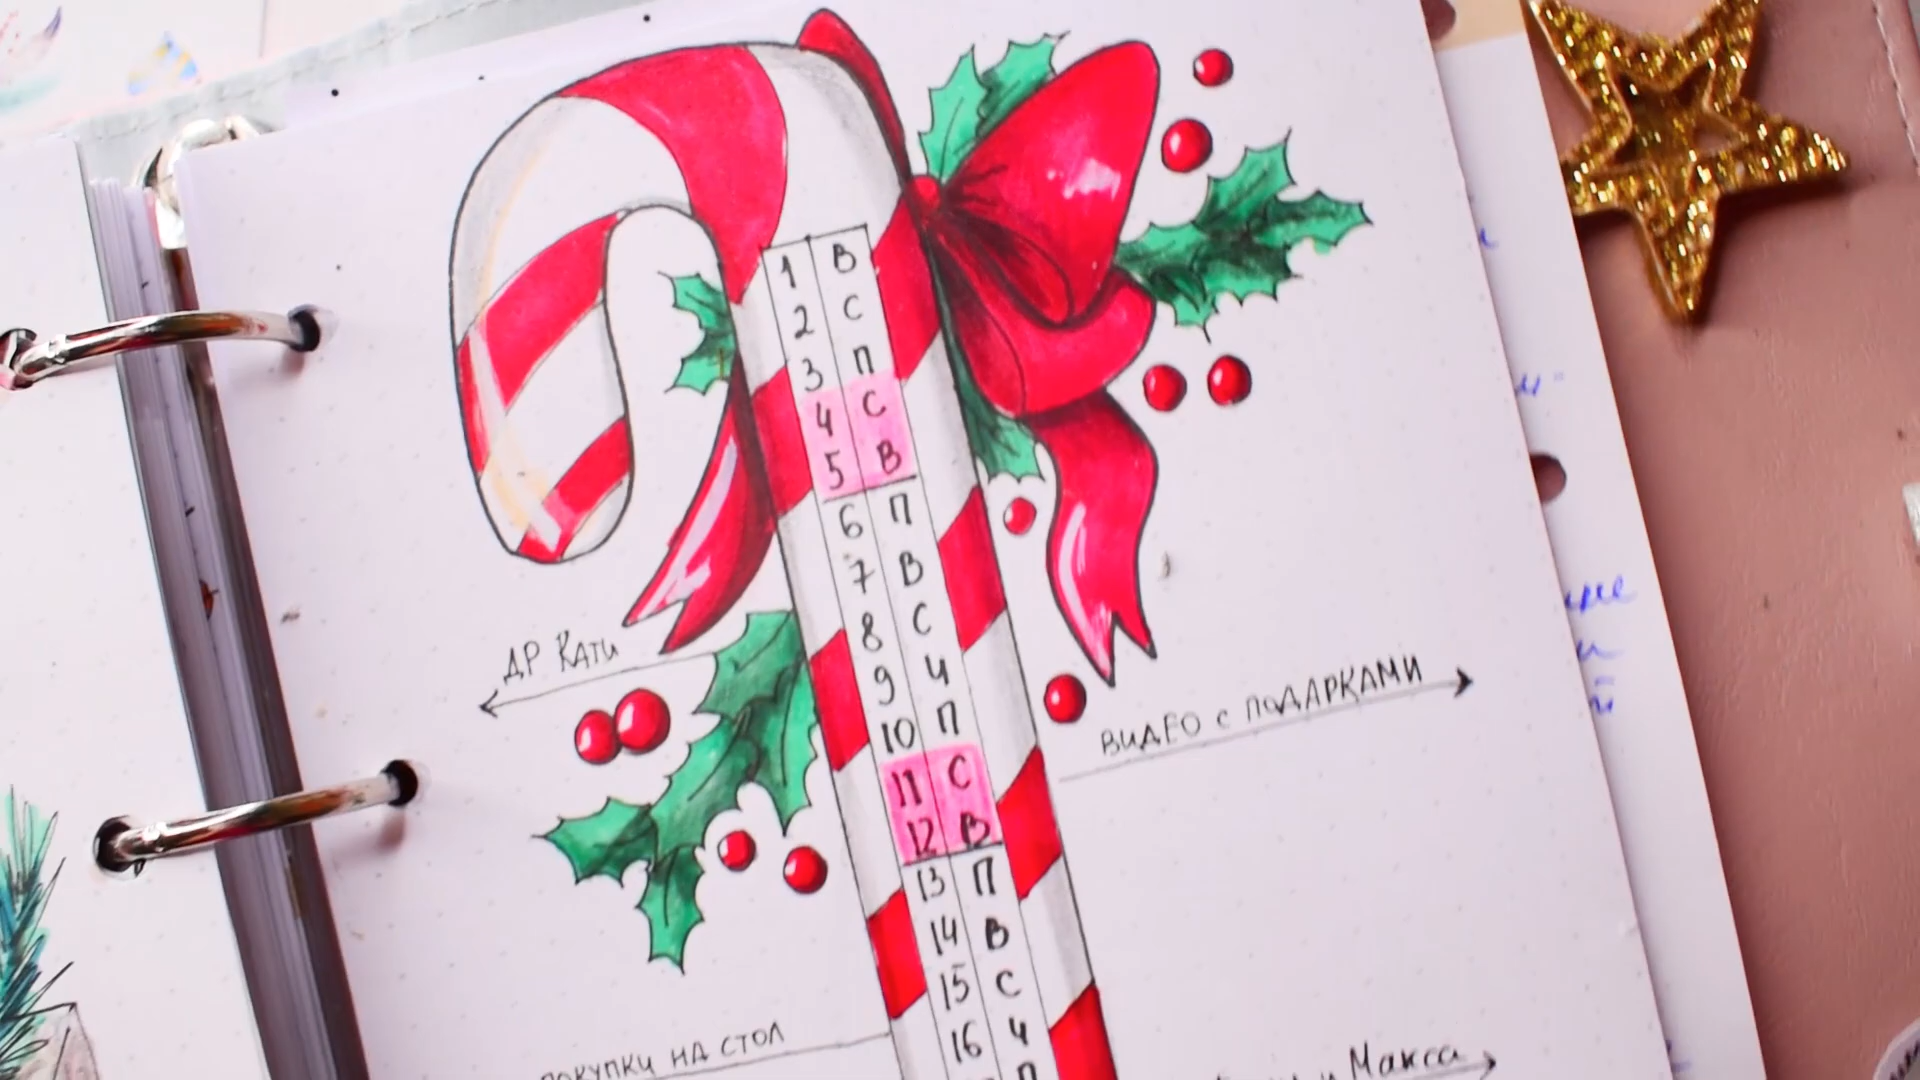 1 В
2 С
3 П
4 С
5 В
6 П
7 В
8 С
9 Ч
10 П
11 С
12 В
13 П
14 В
15 С
16 Ч
П
ДР КАТИ
ВИДЕО с ПОДАРКАМИ
ПОКУПКИ НА СТОЛ
и Макса